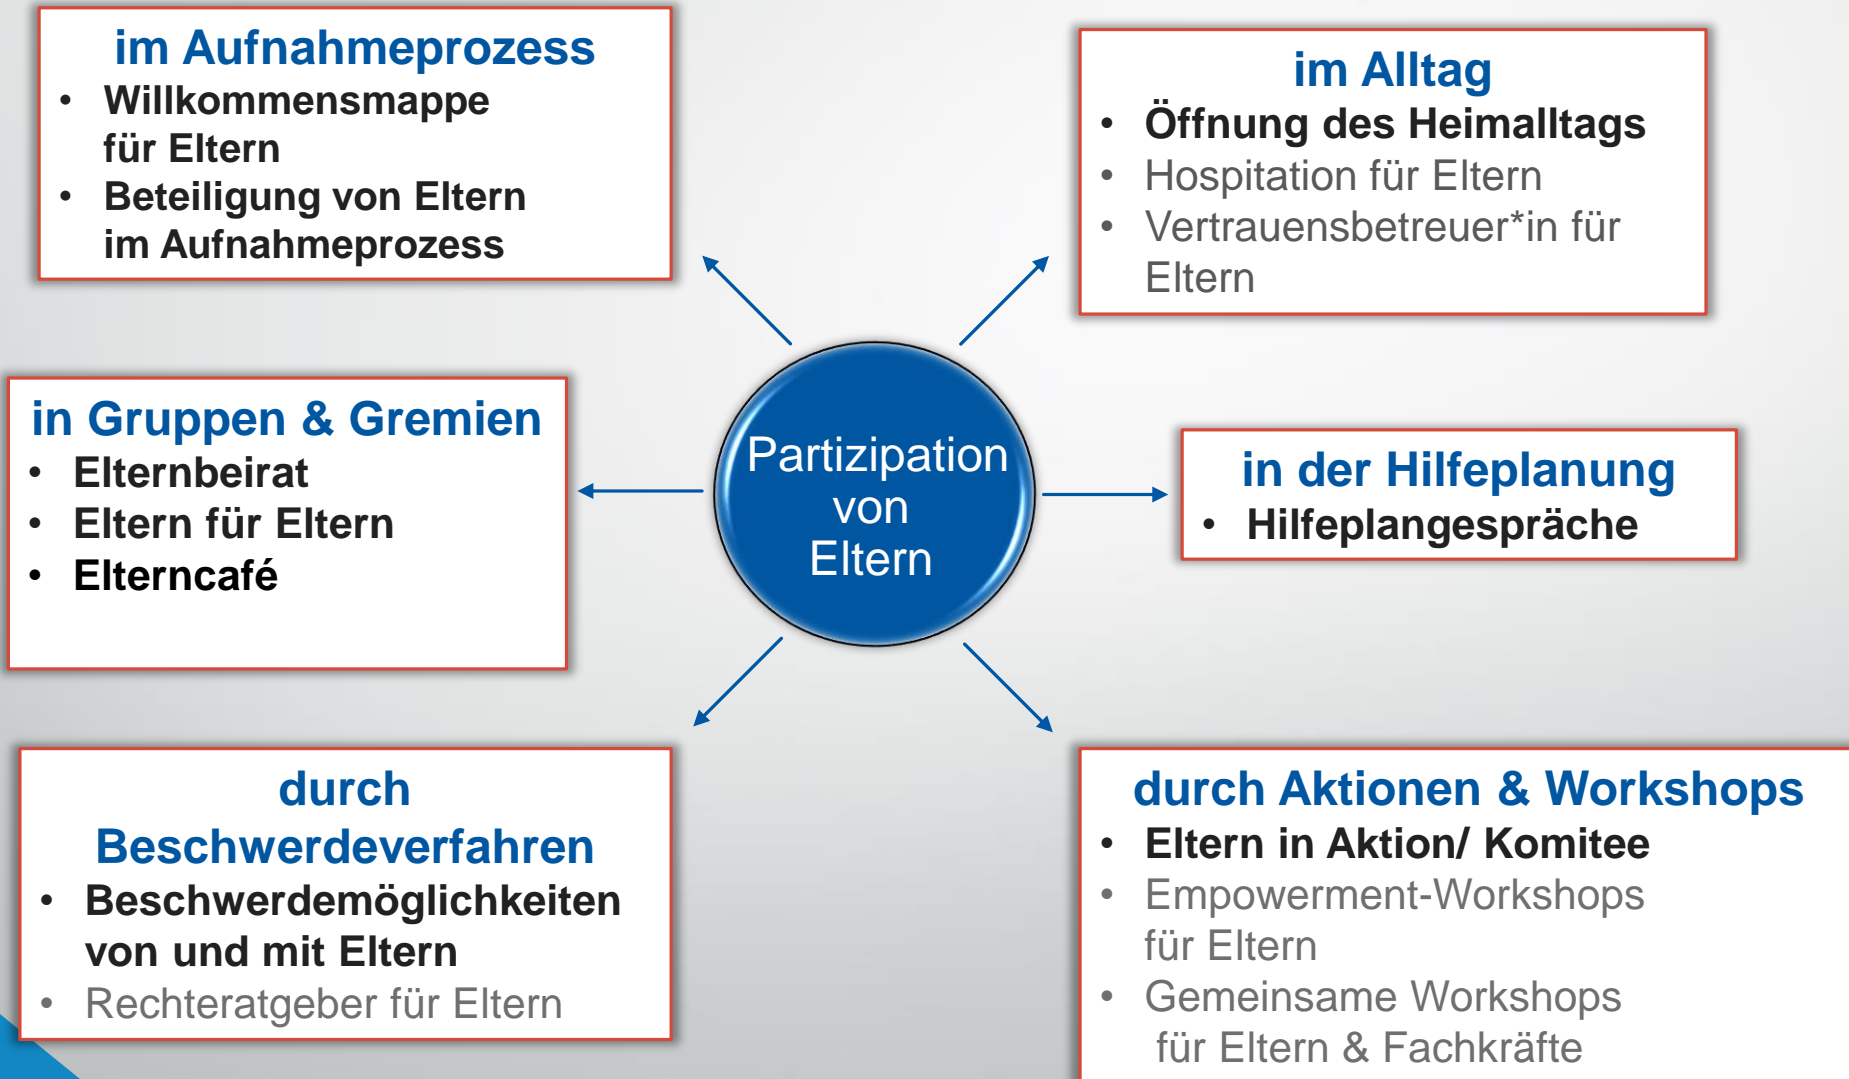 im Aufnahmeprozess
• Willkommensmappe
für Eltern
• Beteiligung von Eltern
im Aufnahmeprozess
im Alltag
• Öffnung des Heimalltags
• Hospitation für Eltern
• Vertrauensbetreuer*in für
Eltern
in Gruppen & Gremien
• Elternbeirat
• Eltern für Eltern
• Elterncafé
Partizipation
von
Eltern
in der Hilfeplanung
• Hilfeplangespräche
durch
Beschwerdeverfahren
• Beschwerdemöglichkeiten
von und mit Eltern
• Rechteratgeber für Eltern
durch Aktionen & Workshops
• Eltern in Aktion/ Komitee
• Empowerment-Workshops
für Eltern
• Gemeinsame Workshops
für Eltern & Fachkräfte